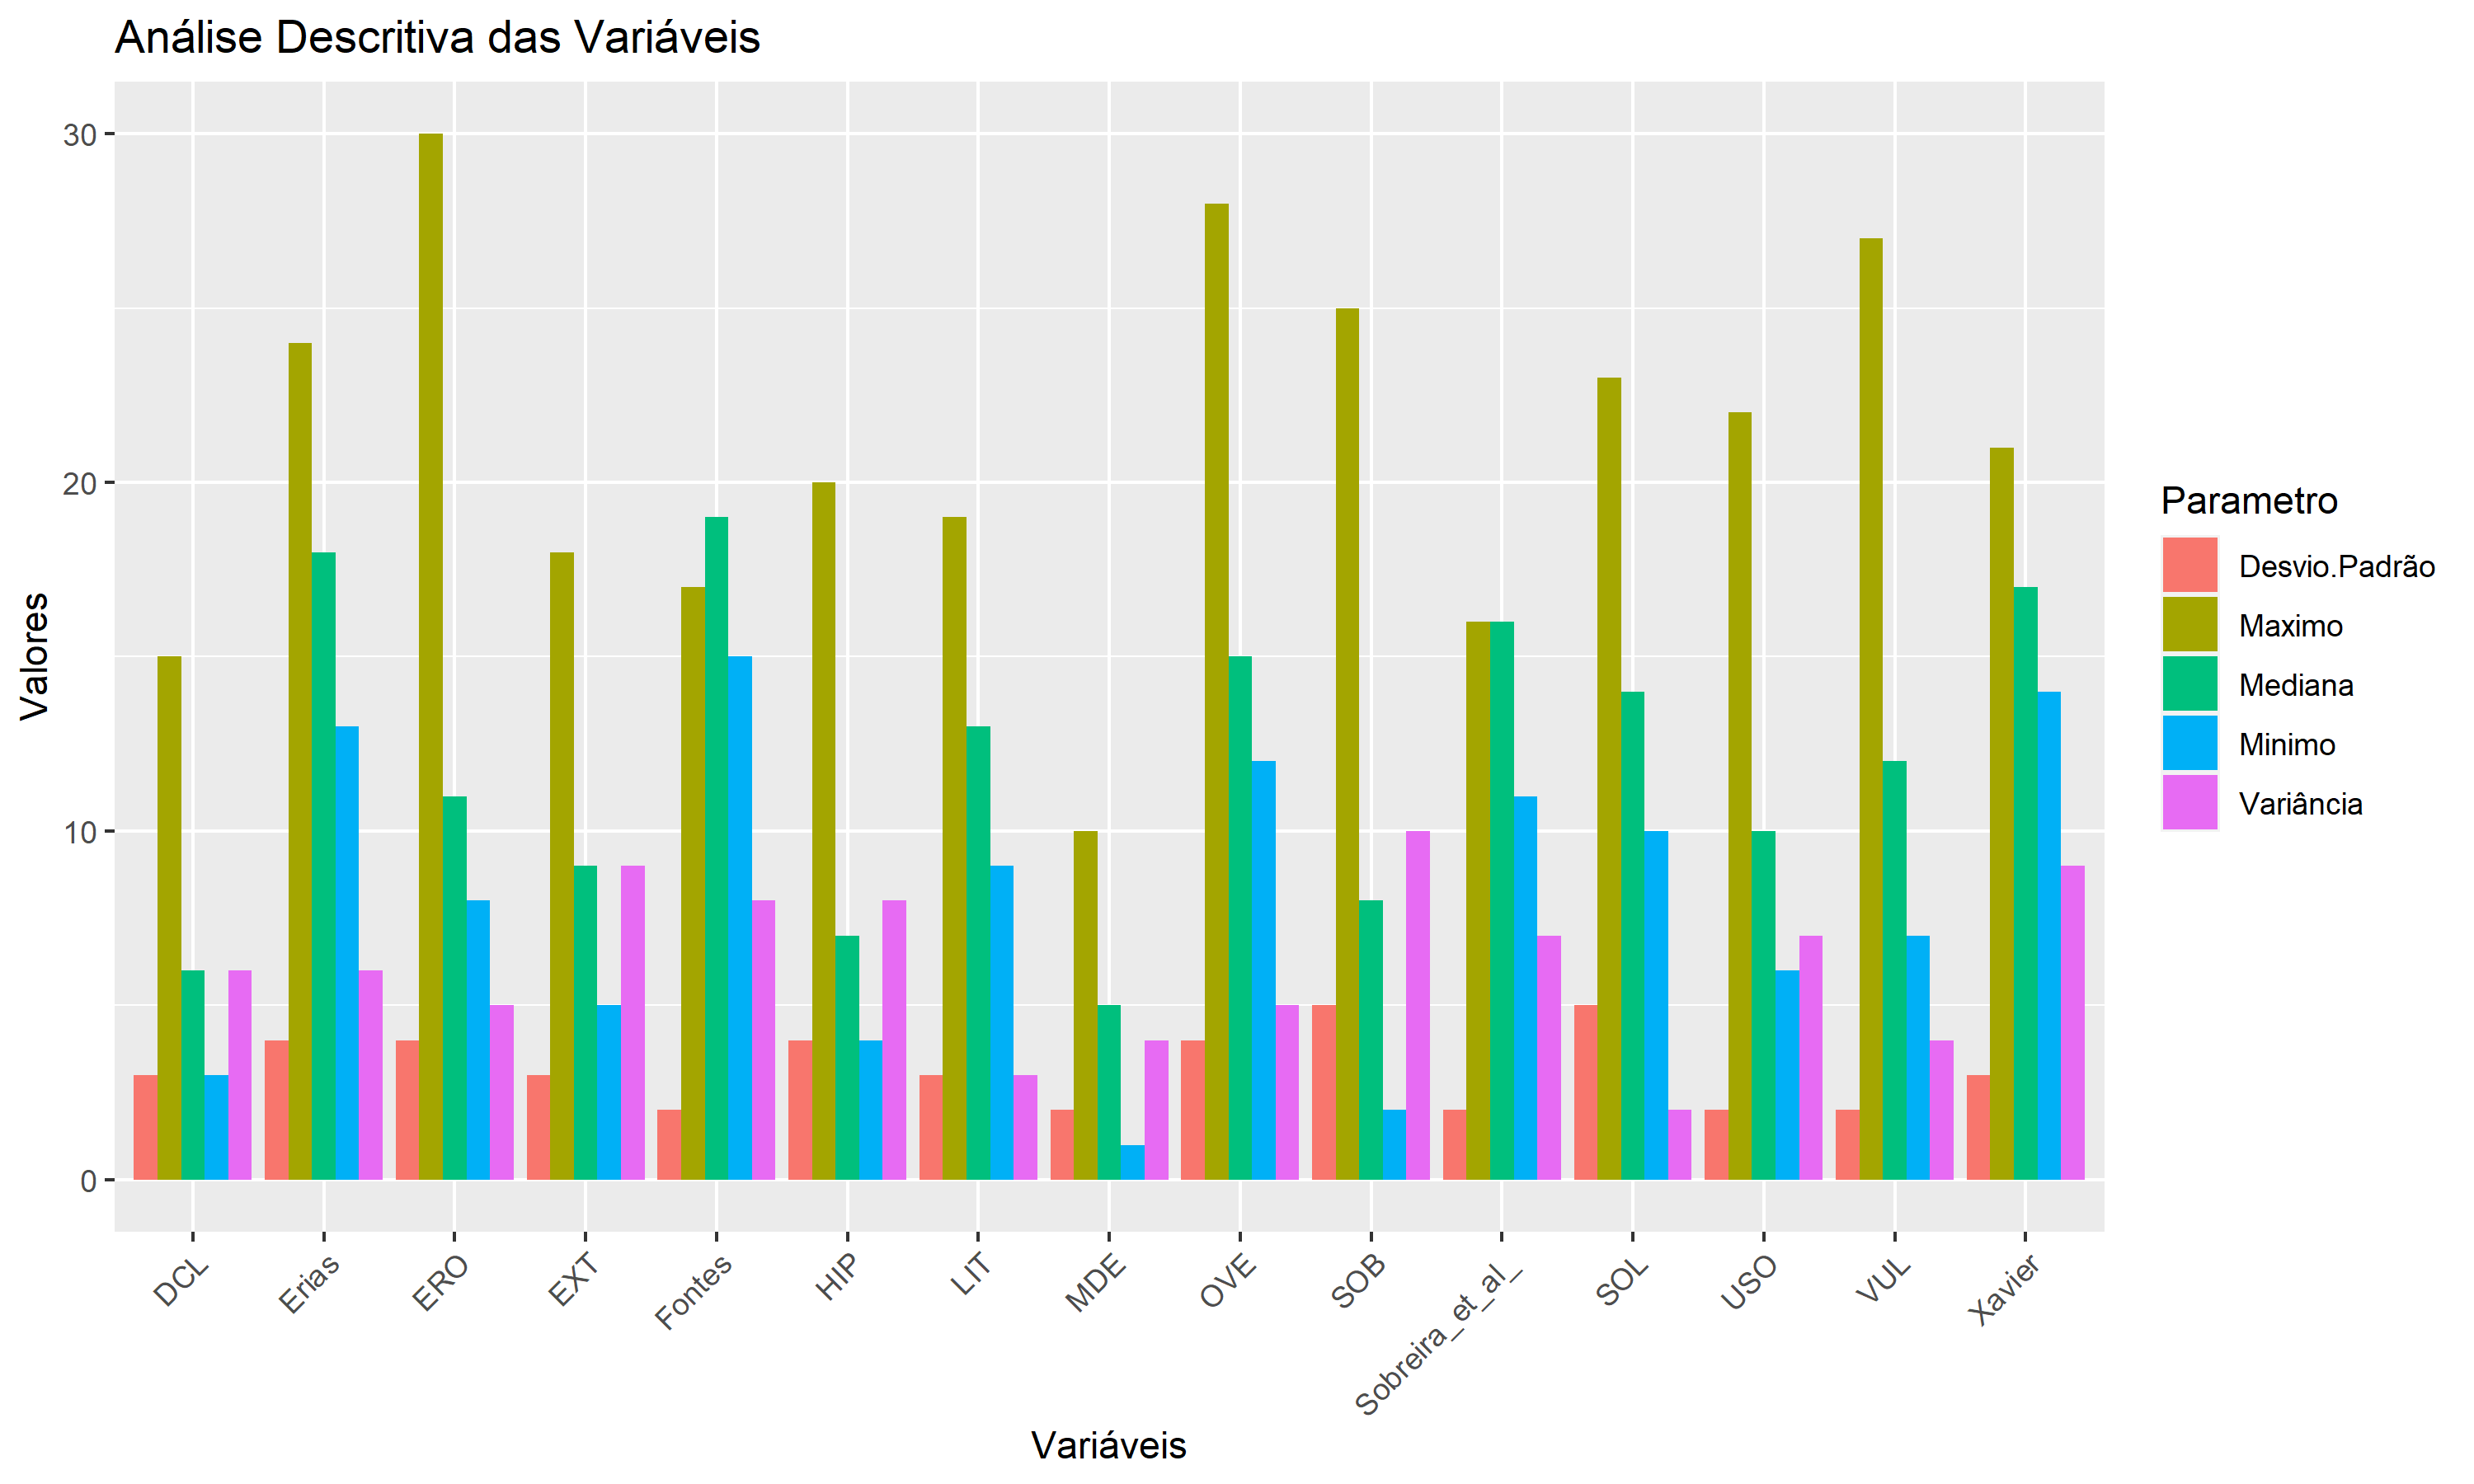 Análise Descritiva das Variáveis
Valores
30
20
10
0
DCL
Erias
ERO
EXT
Fontes
HIP
LIT
MDE
OVE
SOB
Sobreira_et_al_
SOL
USO
VUL
Xavier
Variáveis
Parametro
Desvio.Padrão
Maximo
Mediana
Minimo
Variância